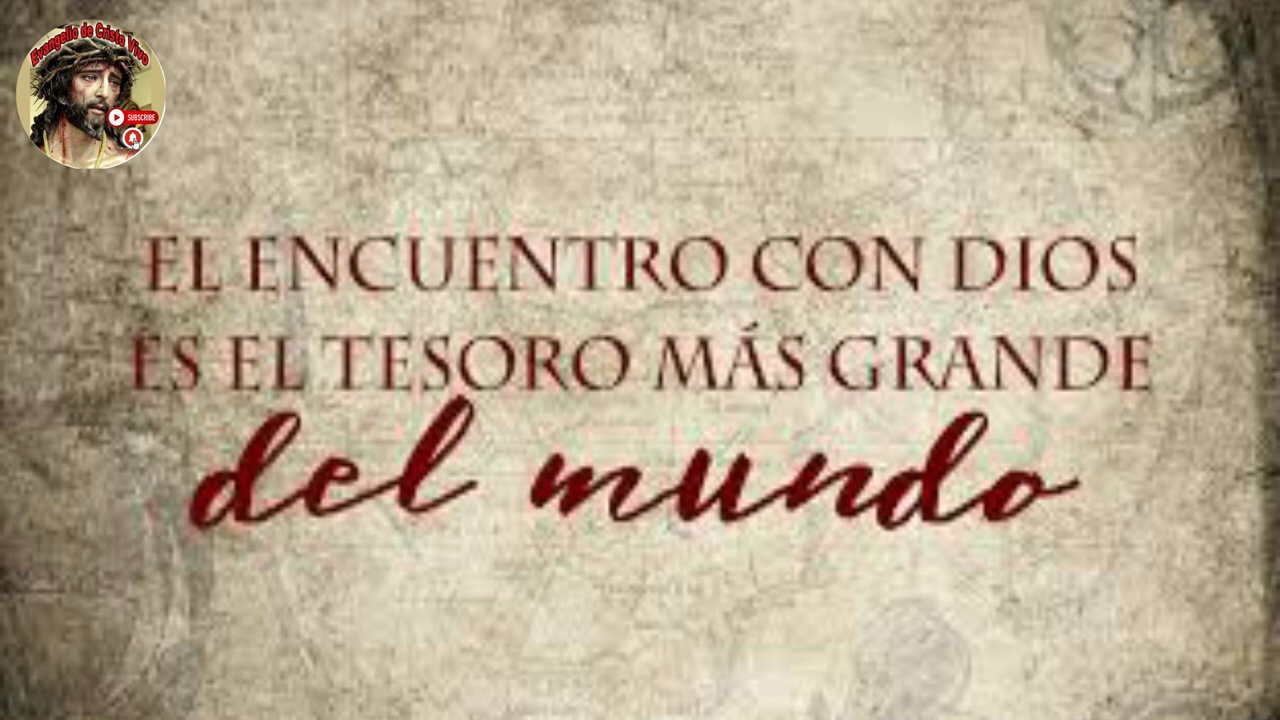 Evangelio de Cristo Vivo
SUBSCRIBE
EL ENCUENTRO CON DIOS
ES EL TESORO MÁS GRANDE
del mundo